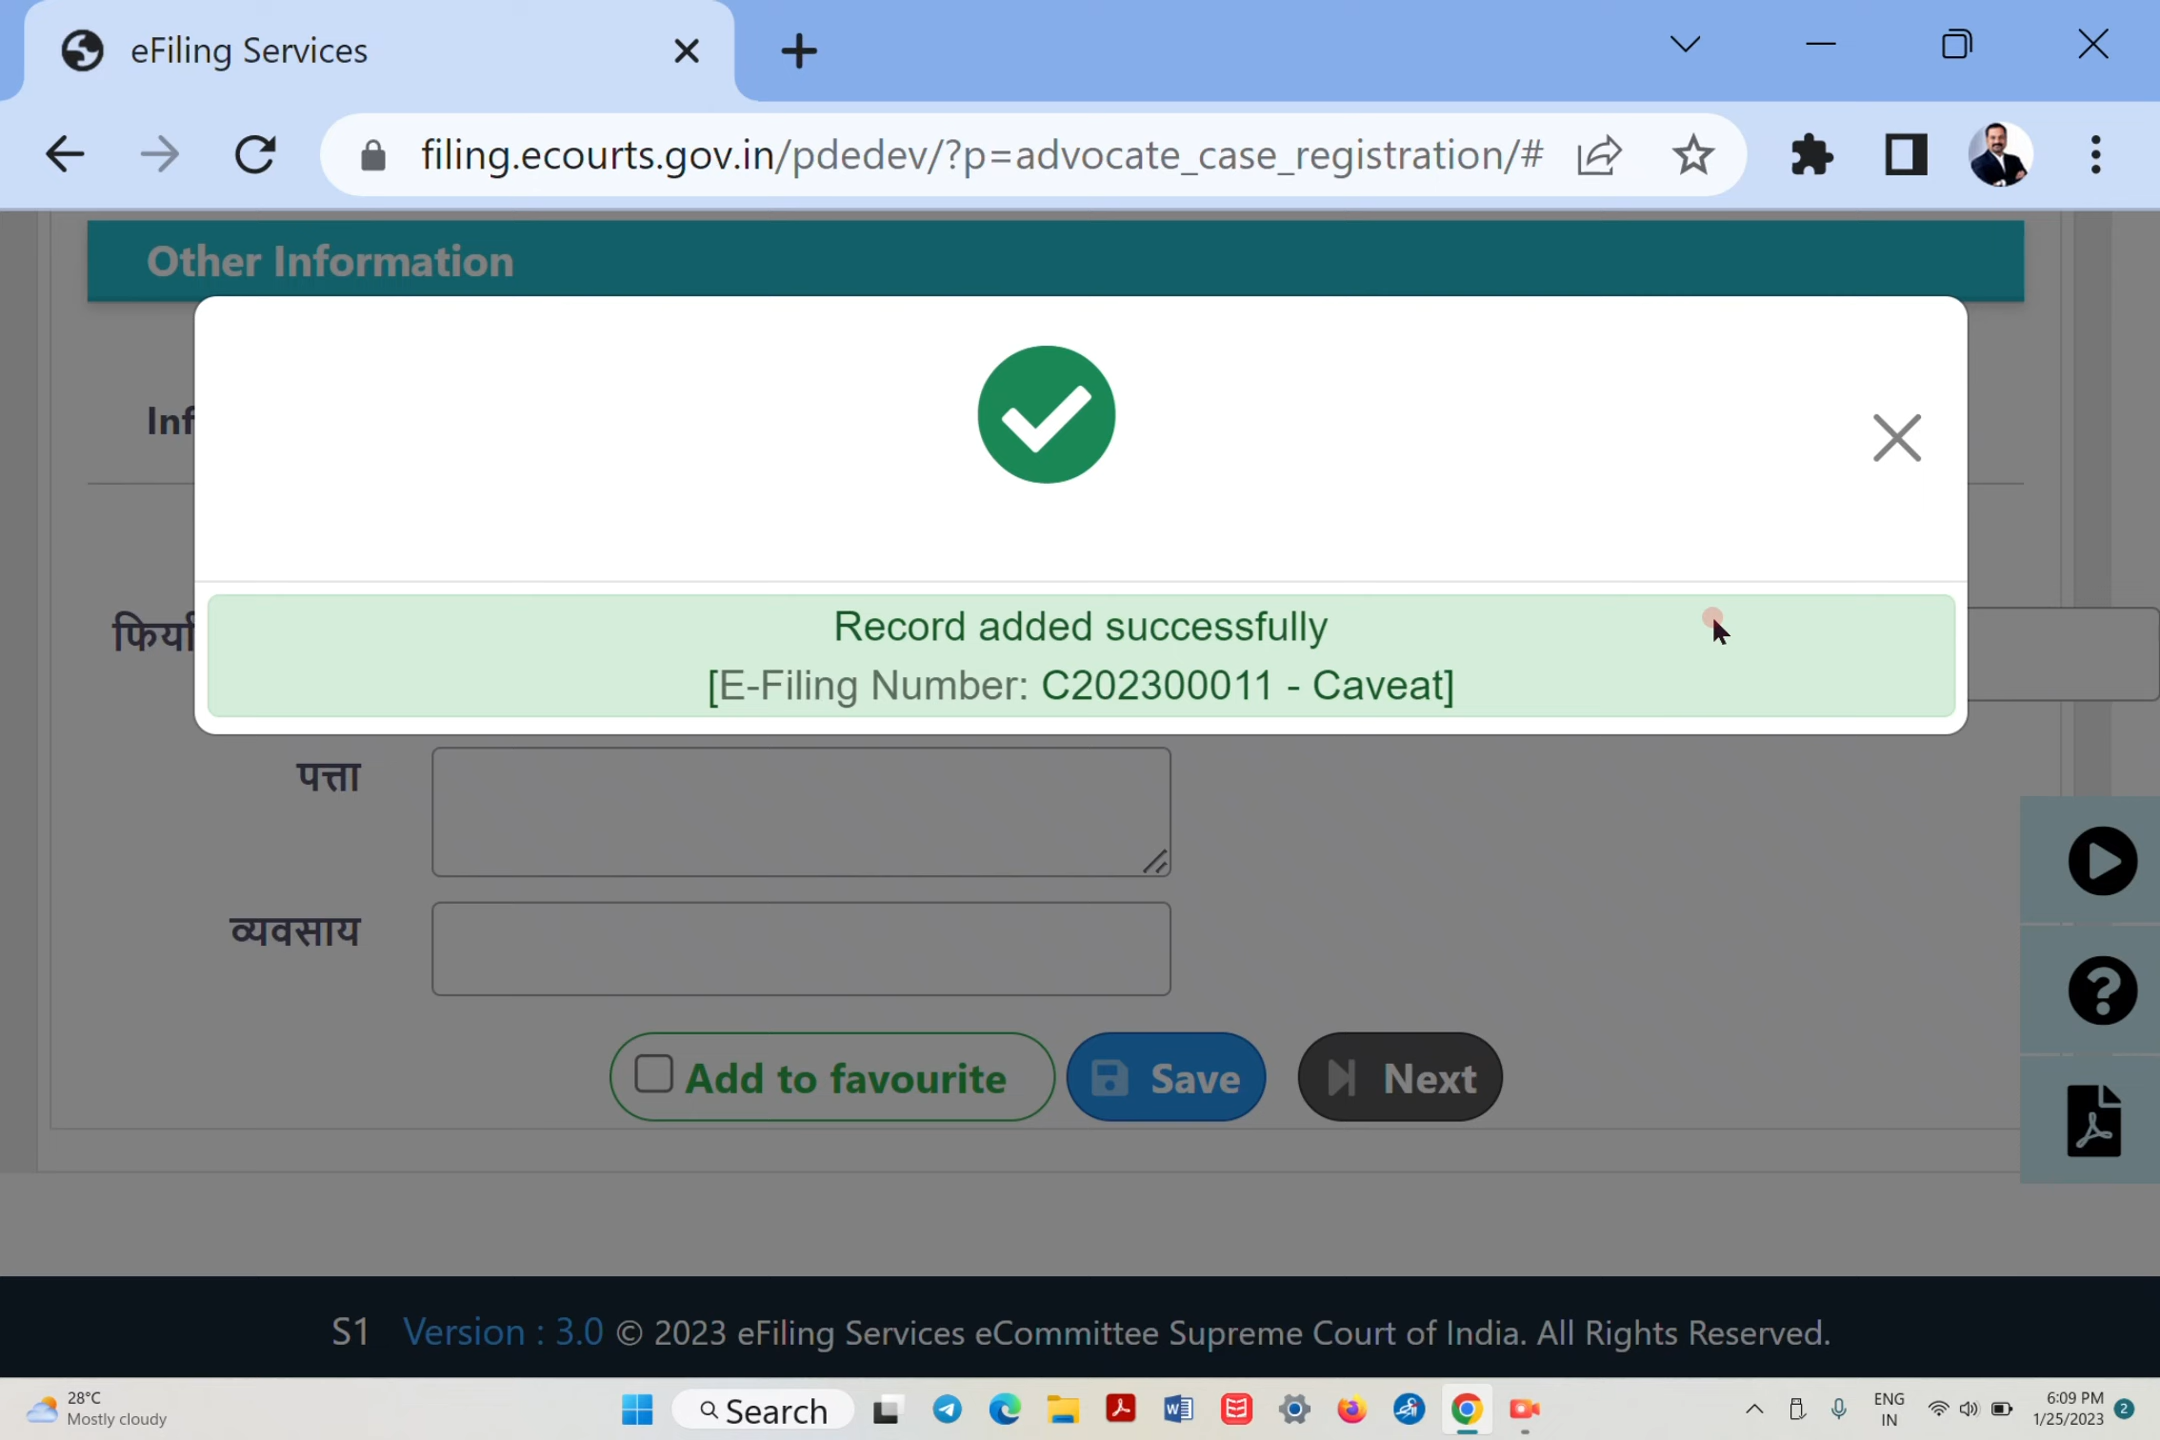 eFiling Services
filing.ecourts.gov.in/pdedev/?p=advocate_case_registration/#
Other Information
Record added successfully
[E-Filing Number: C202300011 - Caveat]
पत्ता
व्यवसाय
Add to favourite
Save
Next
S1 Version : 3.0 © 2023 eFiling Services eCommittee Supreme Court of India. All Rights Reserved.
28°C
Mostly cloudy
Search
ENG
IN
6:09 PM
1/25/2023
2